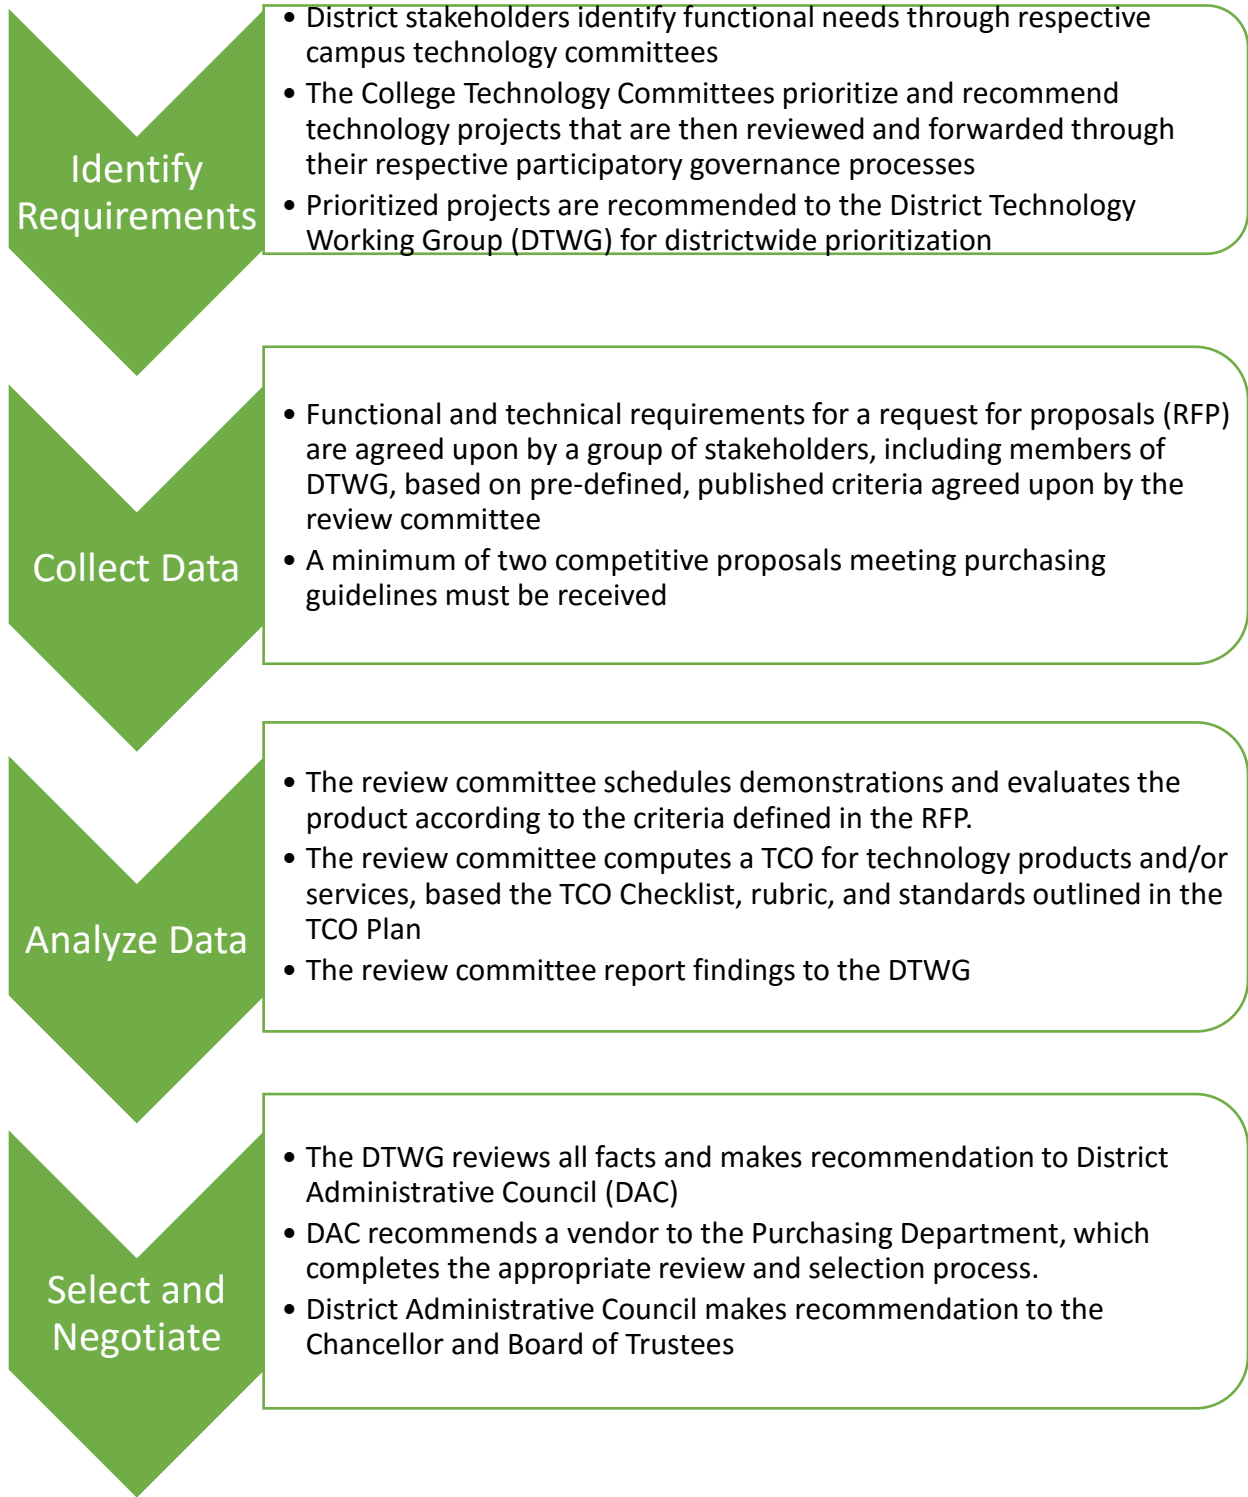 Identify
Requirements
• District stakeholders identify functional needs through respective
campus technology committees
• The College Technology Committees prioritize and recommend
technology projects that are then reviewed and forwarded through
their respective participatory governance processes
• Prioritized projects are recommended to the District Technology
Working Group (DTWG) for districtwide prioritization
Collect Data
• Functional and technical requirements for a request for proposals (RFP)
are agreed upon by a group of stakeholders, including members of
DTWG, based on pre-defined, published criteria agreed upon by the
review committee
• A minimum of two competitive proposals meeting purchasing
guidelines must be received
Analyze Data
• The review committee schedules demonstrations and evaluates the
product according to the criteria defined in the RFP.
• The review committee computes a TCO for technology products and/or
services, based the TCO Checklist, rubric, and standards outlined in the
TCO Plan
• The review committee report findings to the DTWG
Select and
Negotiate
• The DTWG reviews all facts and makes recommendation to District
Administrative Council (DAC)
• DAC recommends a vendor to the Purchasing Department, which
completes the appropriate review and selection process.
• District Administrative Council makes recommendation to the
Chancellor and Board of Trustees